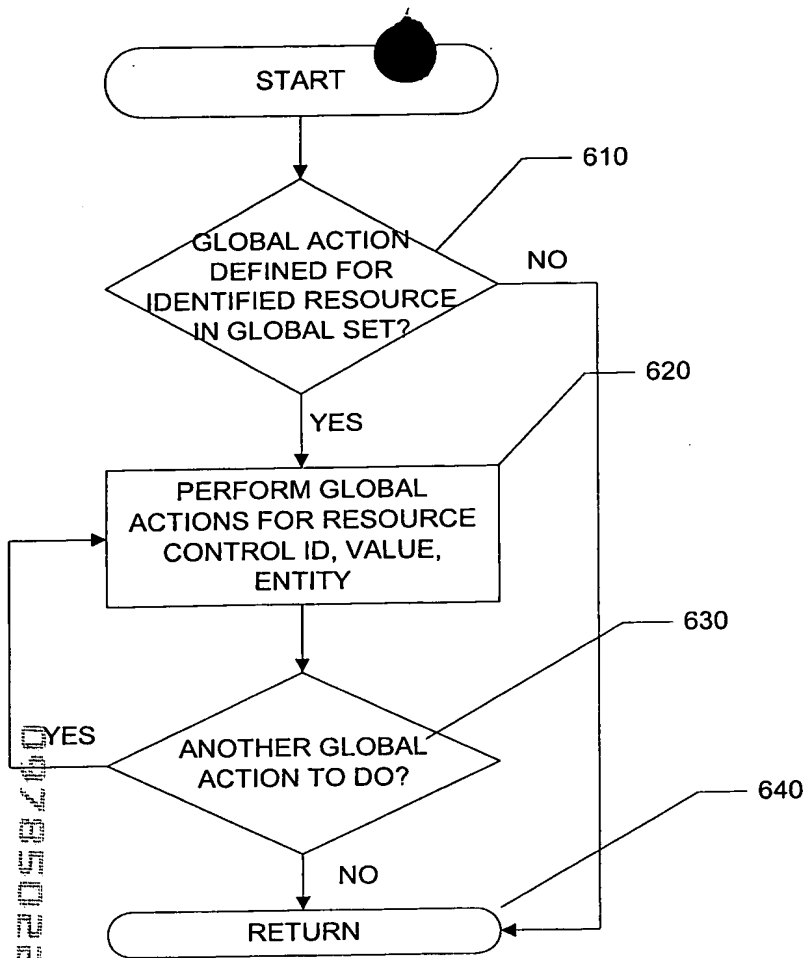 START
610
GLOBAL ACTION
DEFINED FOR
IDENTIFIED RESOURCE
IN GLOBAL SET?
NO
620
YES
PERFORM GLOBAL
ACTIONS FOR RESOURCE
CONTROL ID, VALUE,
ENTITY
630
YES
ANOTHER GLOBAL
ACTION TO DO?
640
NO
RETURN